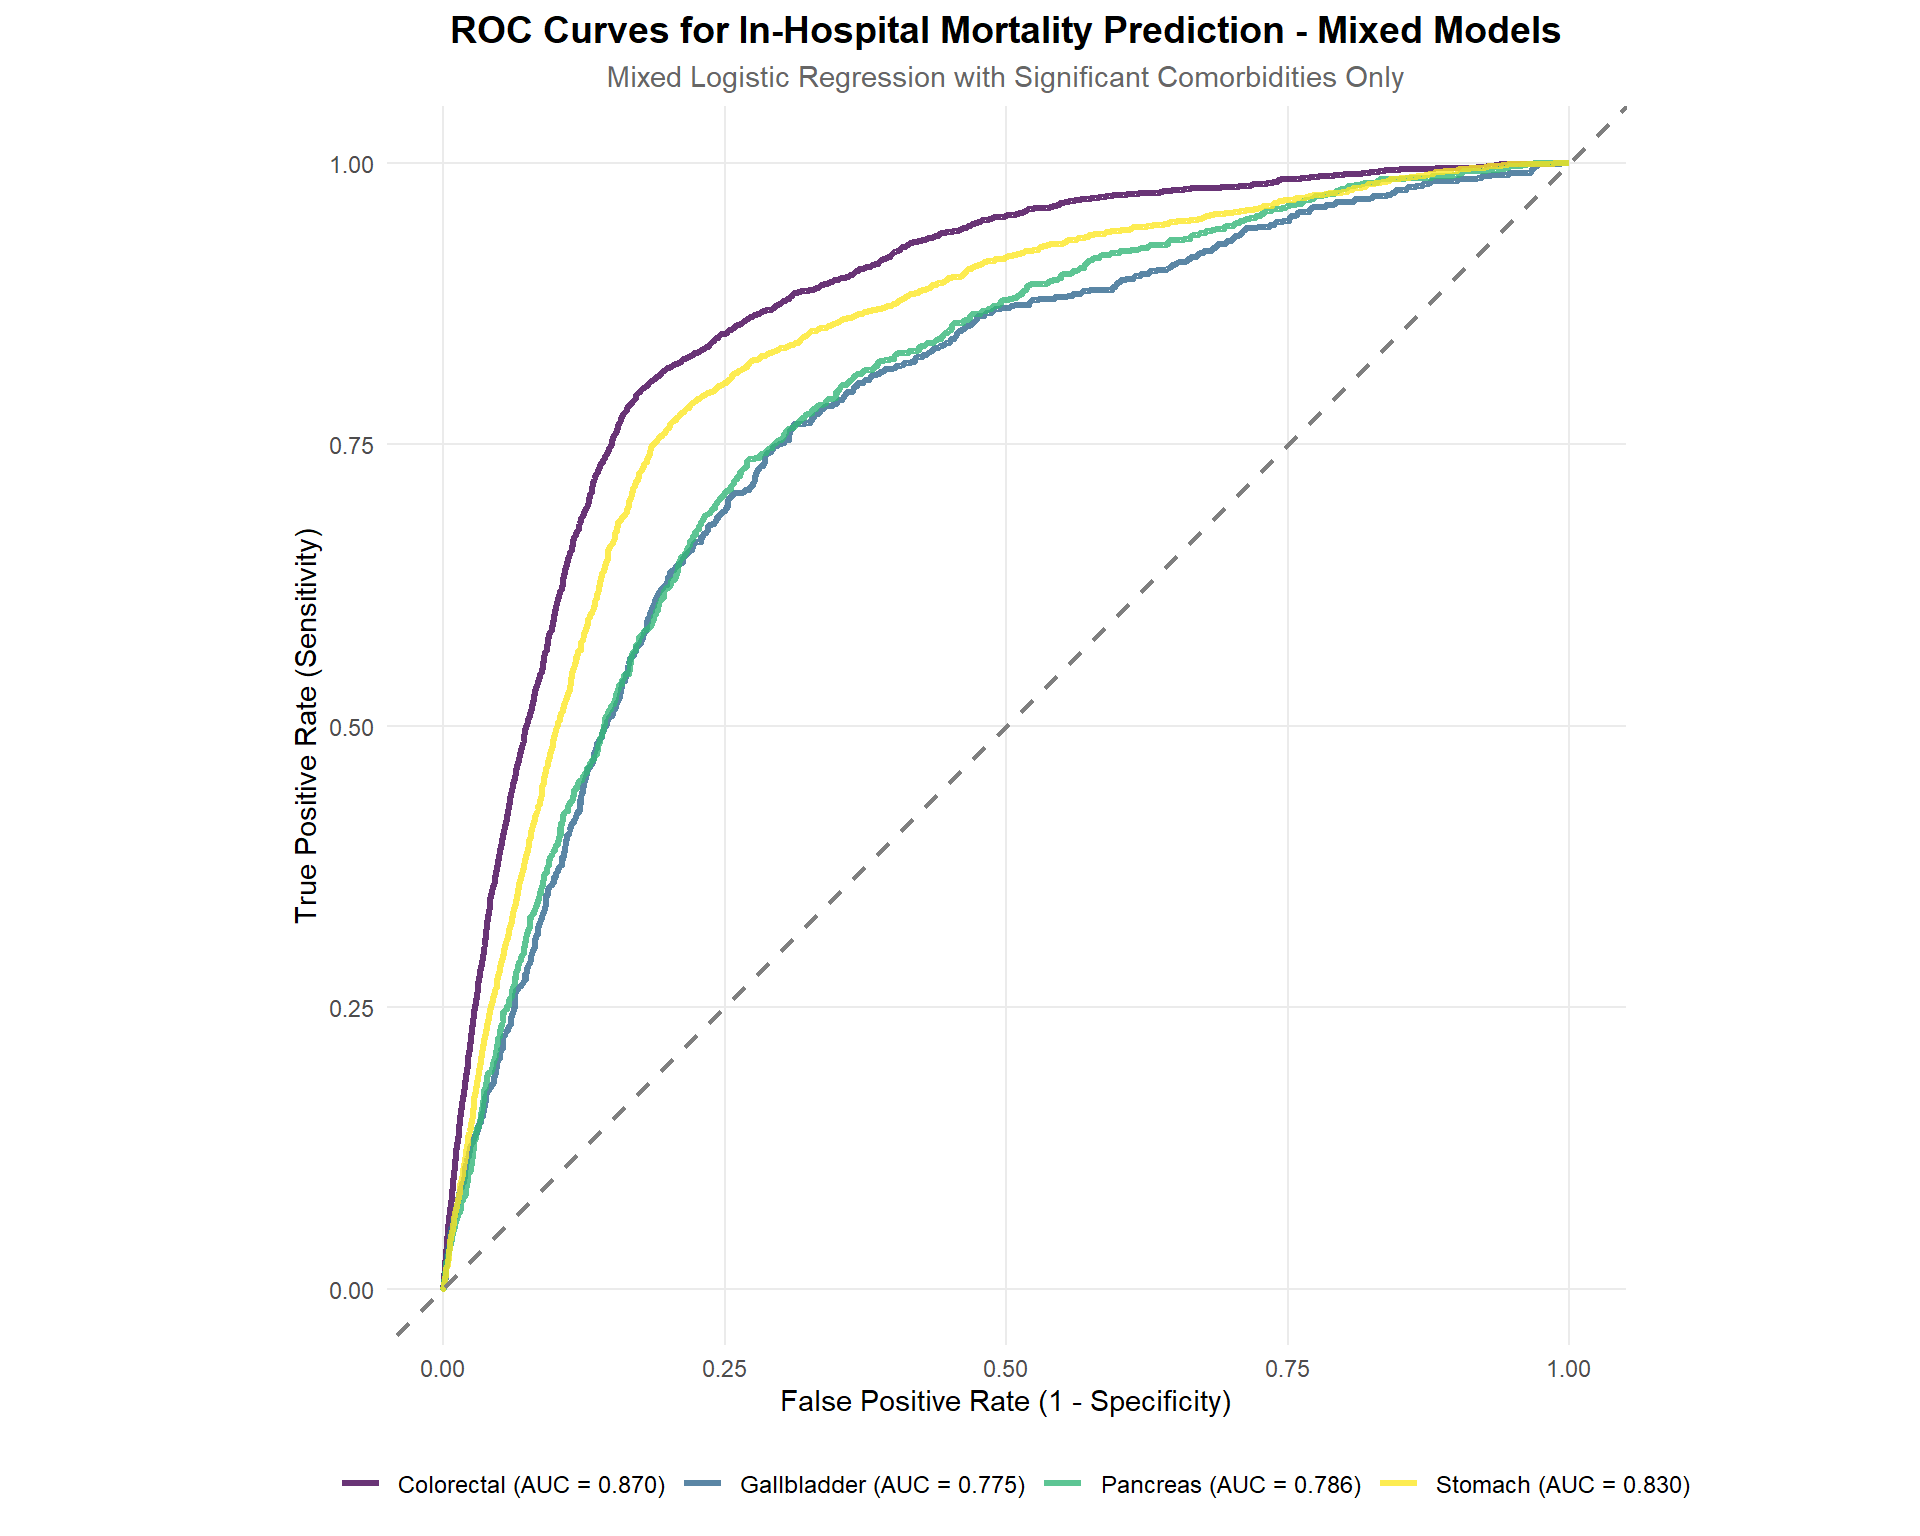 ROC Curves for In-Hospital Mortality Prediction - Mixed Models
Mixed Logistic Regression with Significant Comorbidities Only
True Positive Rate (Sensitivity)
1.00
0.75
0.50
0.25
0.00
0.00 0.25 0.50 0.75 1.00
False Positive Rate (1 - Specificity)
Colorectal (AUC = 0.870) Gallbladder (AUC = 0.775) Pancreas (AUC = 0.786) Stomach (AUC = 0.830)